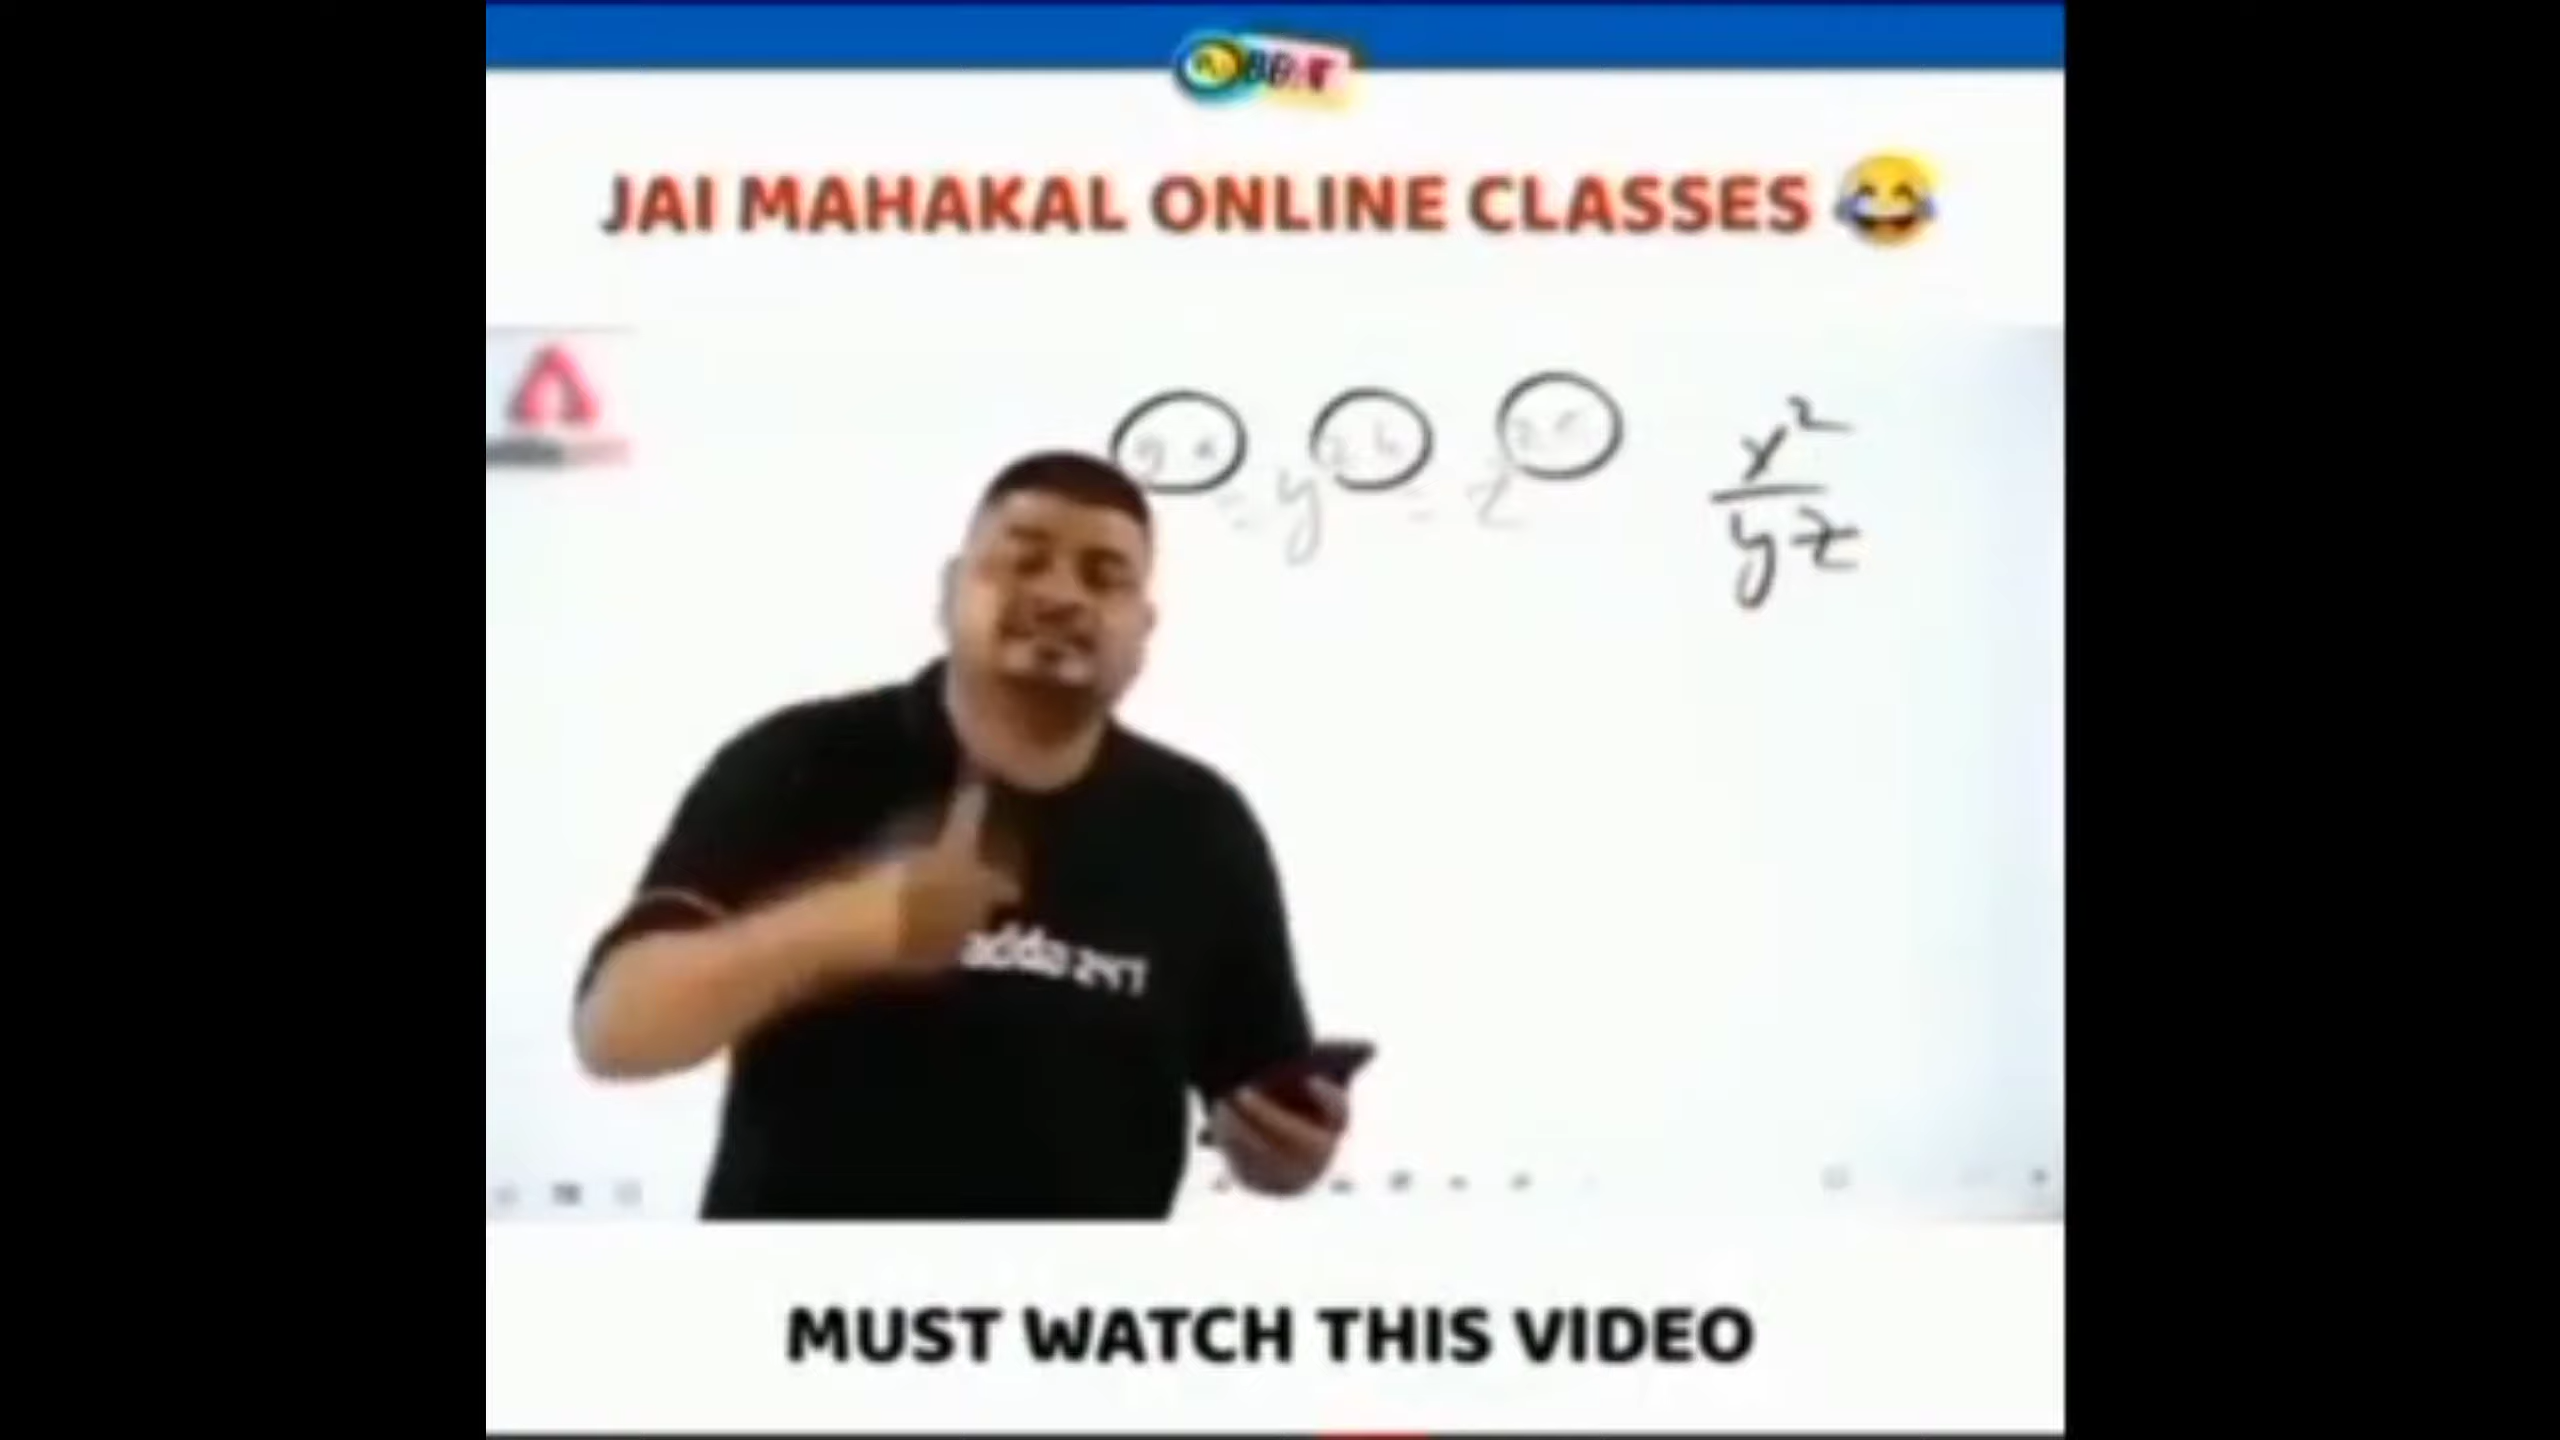 JAI MAHAKAL ONLINE CLASSES 😂
= y = z
x²
yz
adda 247
MUST WATCH THIS VIDEO